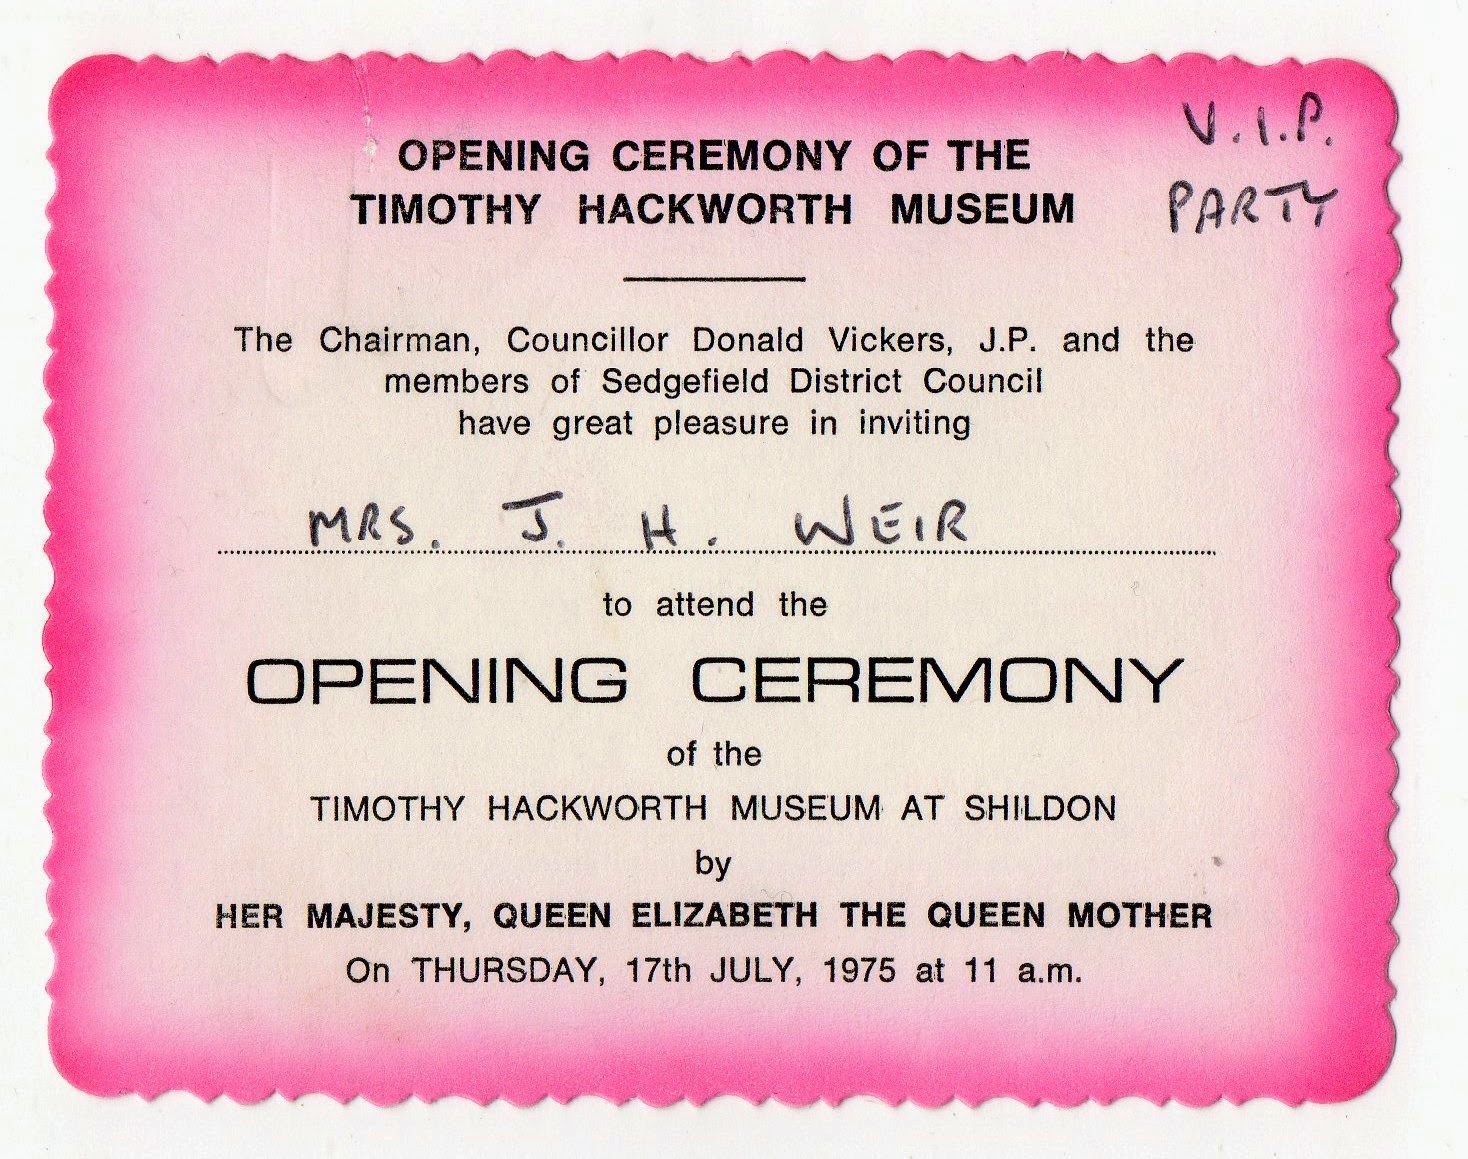 V.I.P.
PARTY
OPENING CEREMONY OF THE
TIMOTHY HACKWORTH MUSEUM
The Chairman, Councillor Donald Vickers, J.P. and the
members of Sedgefield District Council
have great pleasure in inviting
MRS. J. H. WEIR
to attend the
OPENING CEREMONY
of the
TIMOTHY HACKWORTH MUSEUM AT SHILDON
by
HER MAJESTY, QUEEN ELIZABETH THE QUEEN MOTHER
On THURSDAY, 17th JULY, 1975 at 11 a.m.